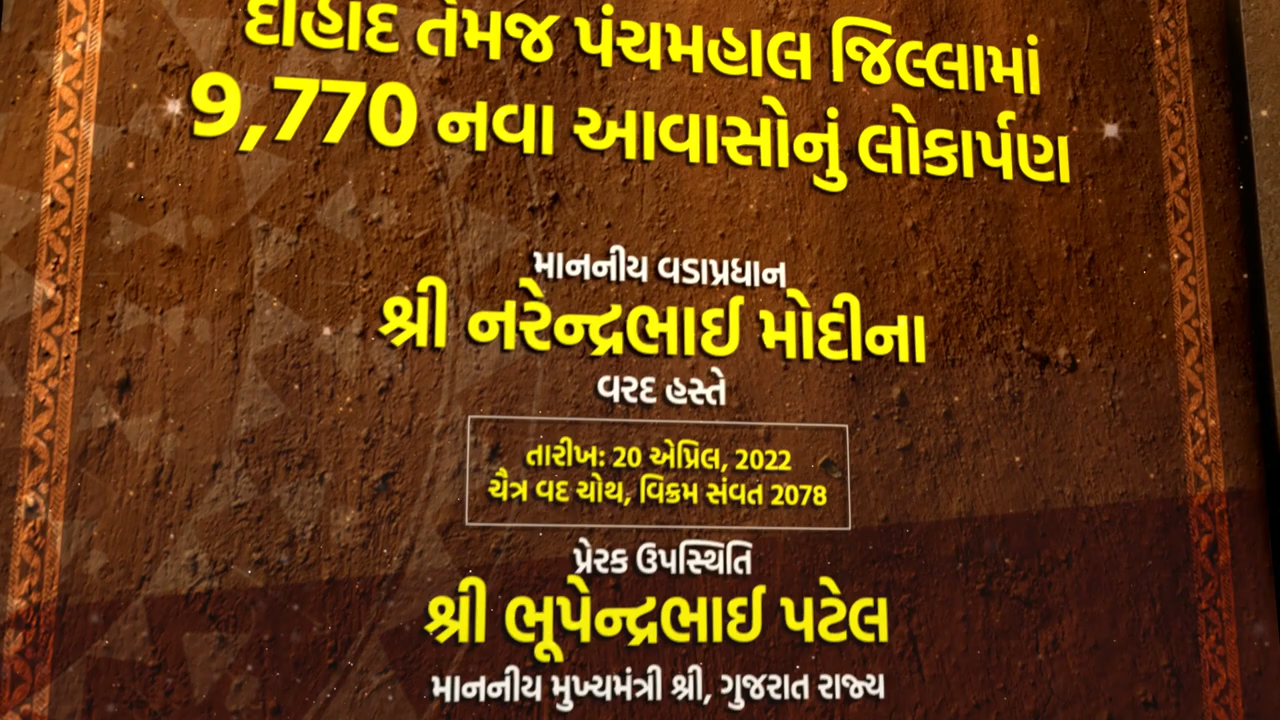 દાહોદ તેમજ પંચમહાલ જિલ્લામાં
9,770 નવા આવાસોનું લોકાર્પણ
માનનીય વડાપ્રધાન
શ્રી નરેન્દ્રભાઈ મોદીના
વરદ હસ્તે
તારીખ: 20 એપ્રિલ, 2022
ચૈત્ર વદ ચોથ, વિક્રમ સંવત 2078
પ્રેરક ઉપસ્થિતિ
શ્રી ભૂપેન્દ્રભાઈ પટેલ
માનનીય મુખ્યમંત્રી શ્રી, ગુજરાત રાજ્ય